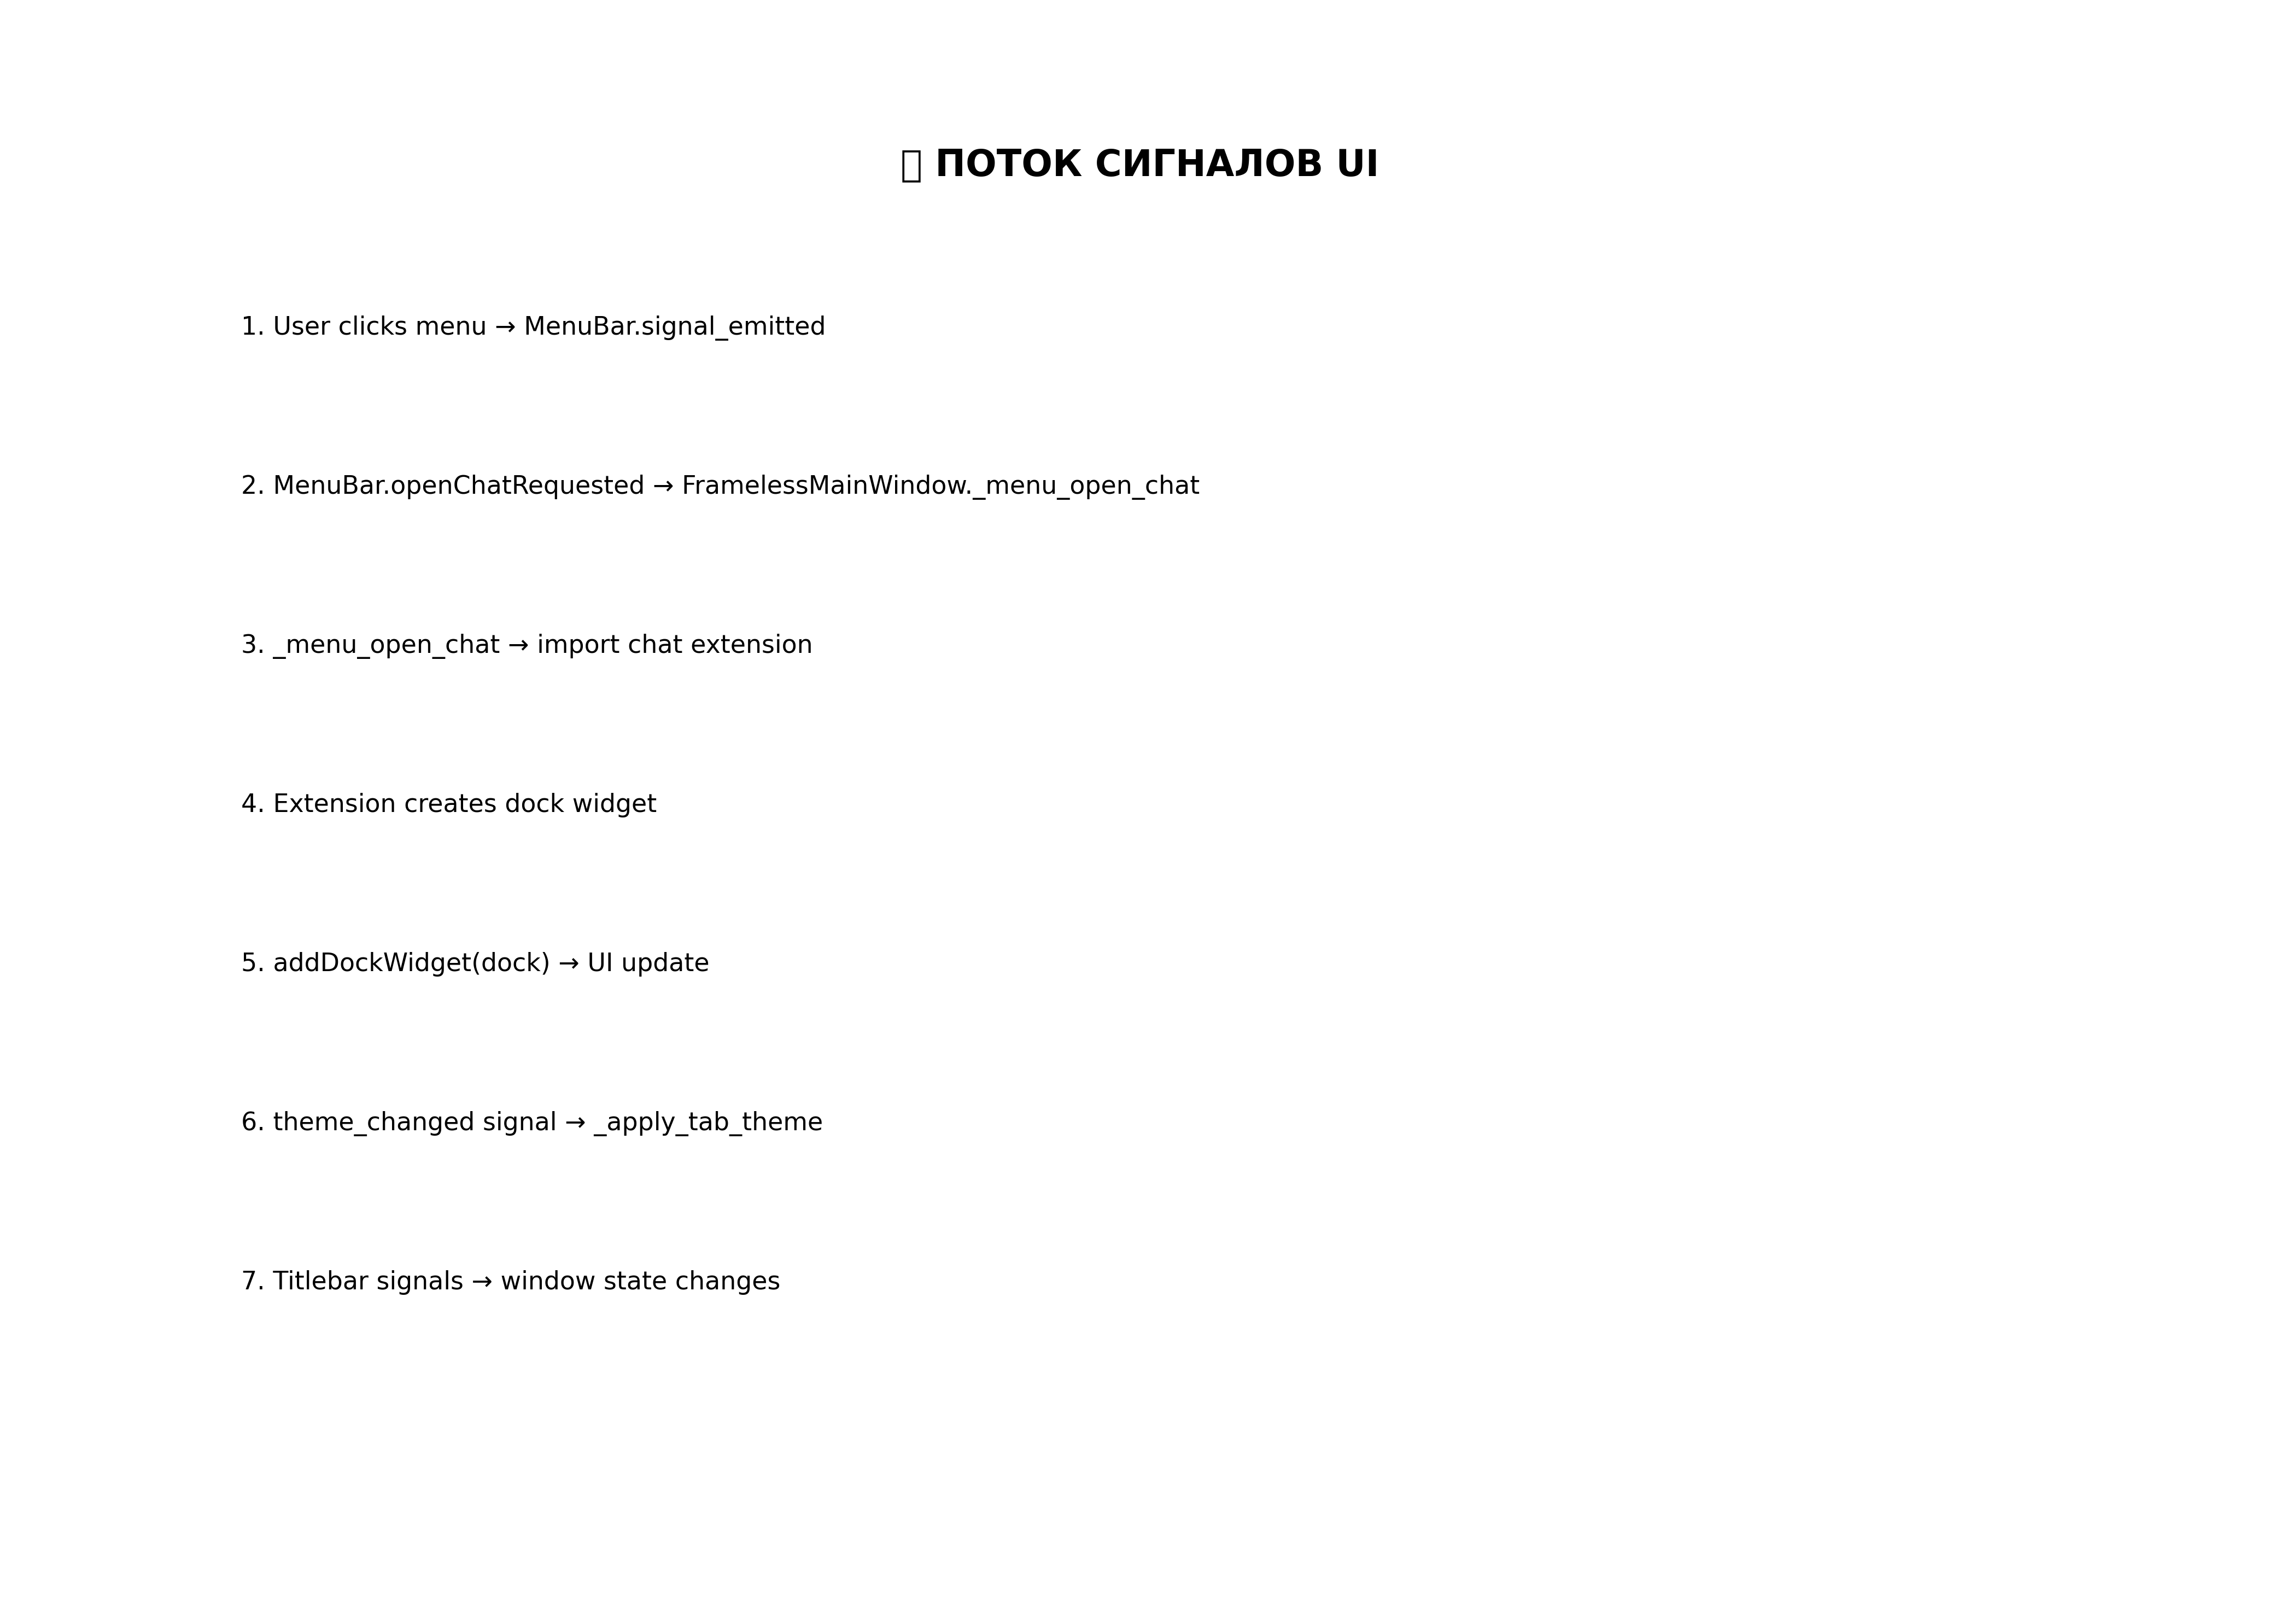 ПОТОК СИГНАЛОВ UI
1. User clicks menu → MenuBar.signal_emitted
2. MenuBar.openChatRequested → FramelessMainWindow._menu_open_chat
3. _menu_open_chat → import chat extension
4. Extension creates dock widget
5. addDockWidget(dock) → UI update
6. theme_changed signal → _apply_tab_theme
7. Titlebar signals → window state changes